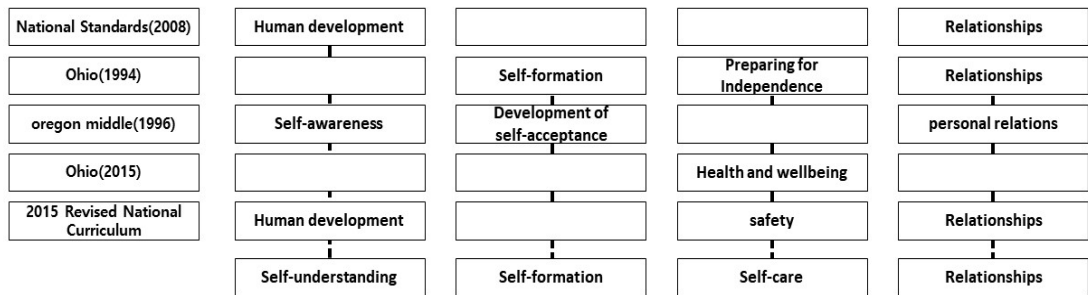 National Standards(2008)
Human development
Relationships
Ohio(1994)
Self-formation
Preparing for
Independence
Relationships
oregon middle(1996)
Self-awareness
Development of
self-acceptance
personal relations
Ohio(2015)
Health and wellbeing
2015 Revised National
Curriculum
Human development
safety
Relationships
Self-understanding
Self-formation
Self-care
Relationships